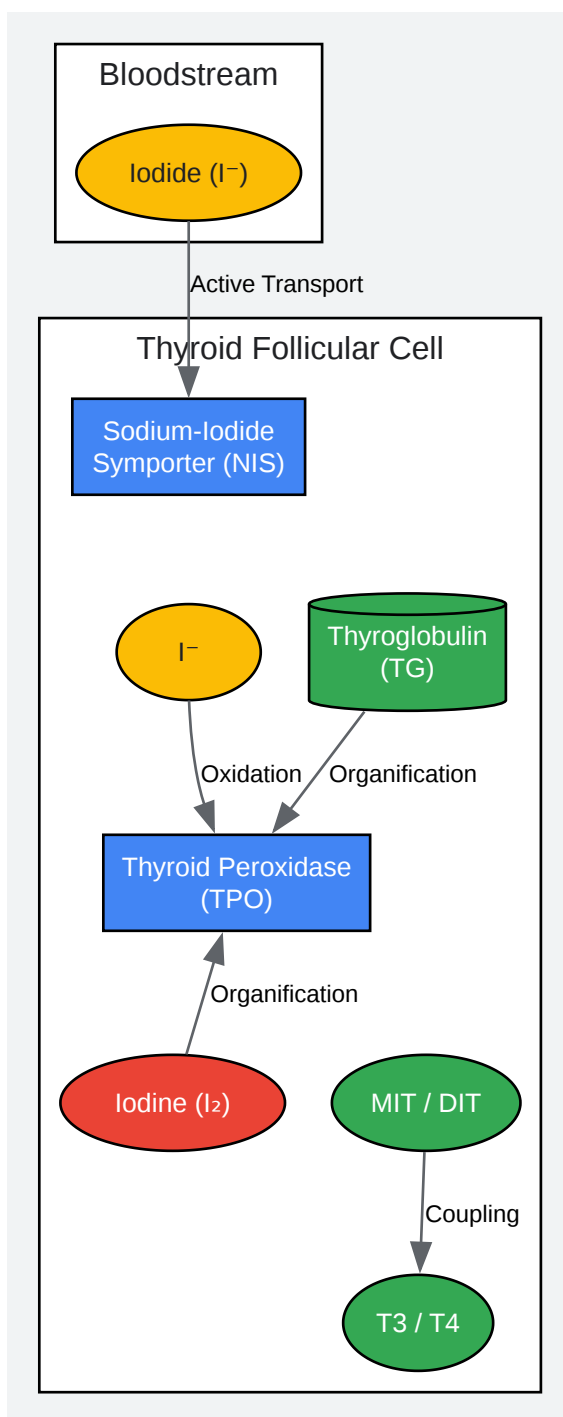 Bloodstream
Iodide (I⁻)
Active Transport
Thyroid Follicular Cell
Sodium-Iodide
Symporter (NIS)
I⁻
Thyroglobulin
(TG)
Oxidation
Organification
Thyroid Peroxidase
(TPO)
Organification
Iodine (I₂)
MIT / DIT
Coupling
T3 / T4